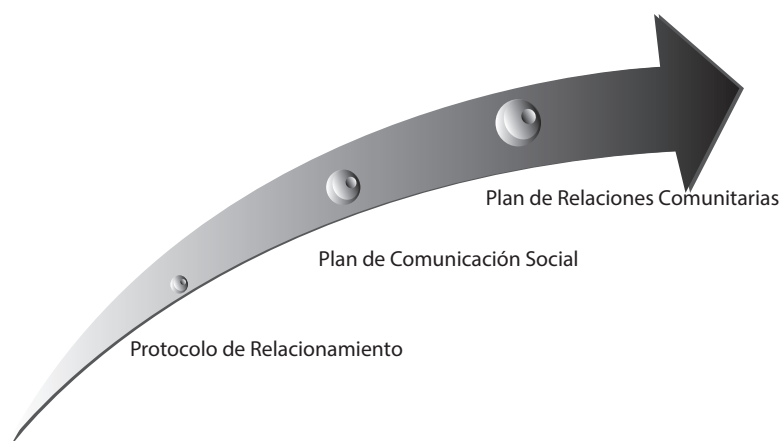 Plan de Relaciones Comunitarias
Plan de Comunicación Social
Protocolo de Relacionamiento